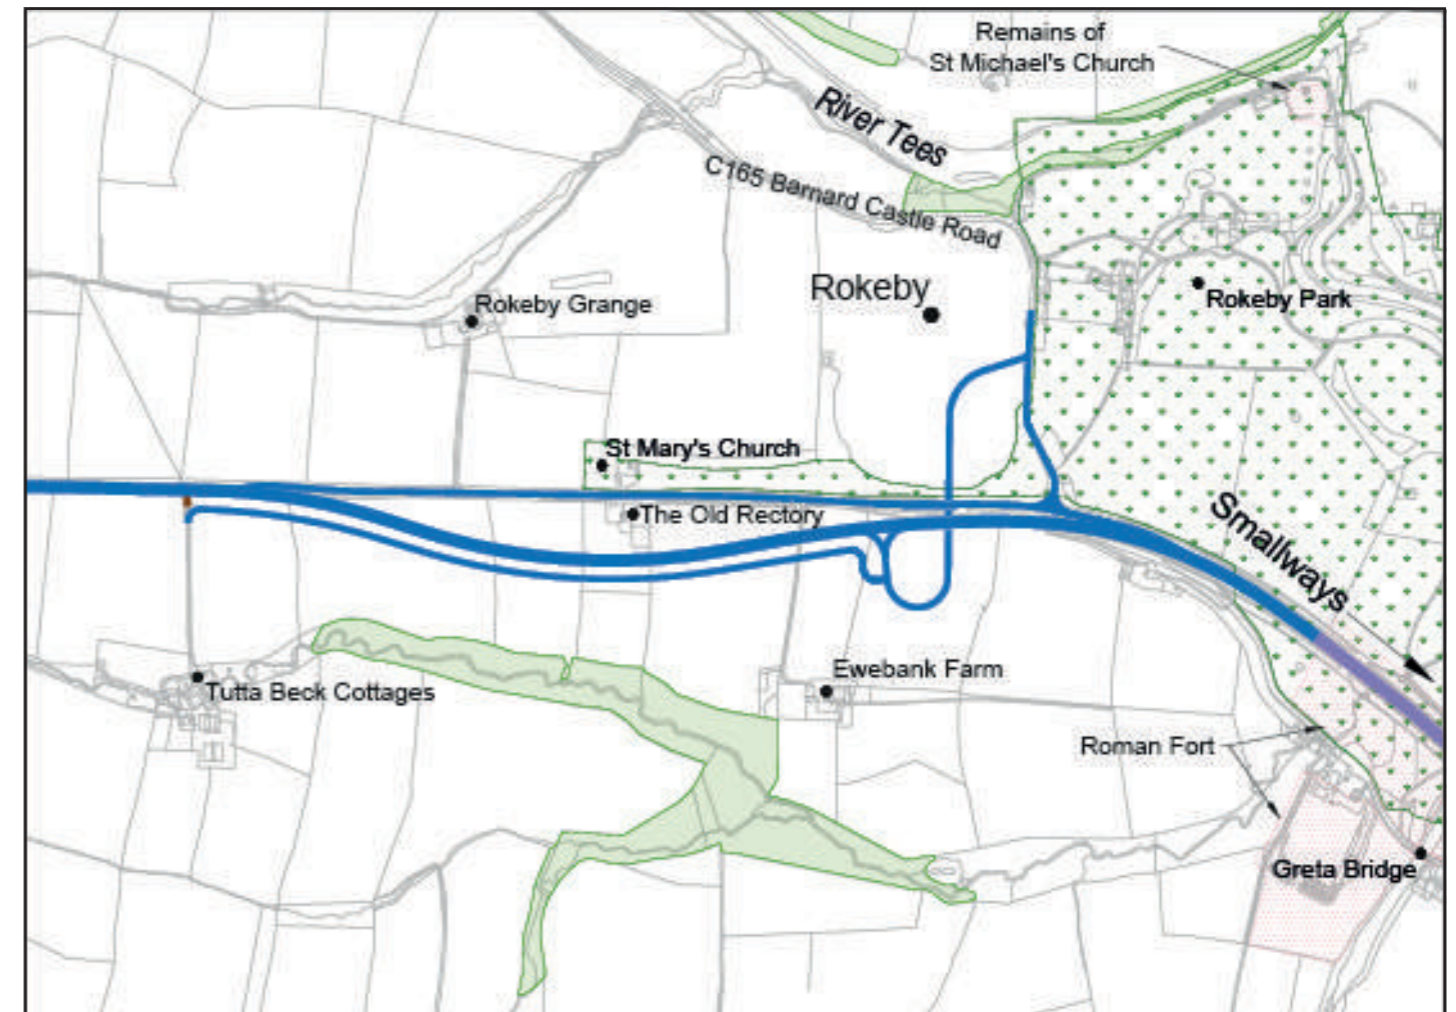 Remains of
St Michael's Church
River Tees
C165 Barnard Castle Road
Rokeby
Rokeby Park
Rokeby Grange
St Mary's Church
The Old Rectory
Smallways
Ewebank Farm
Tutta Beck Cottages
Roman Fort
Greta Bridge